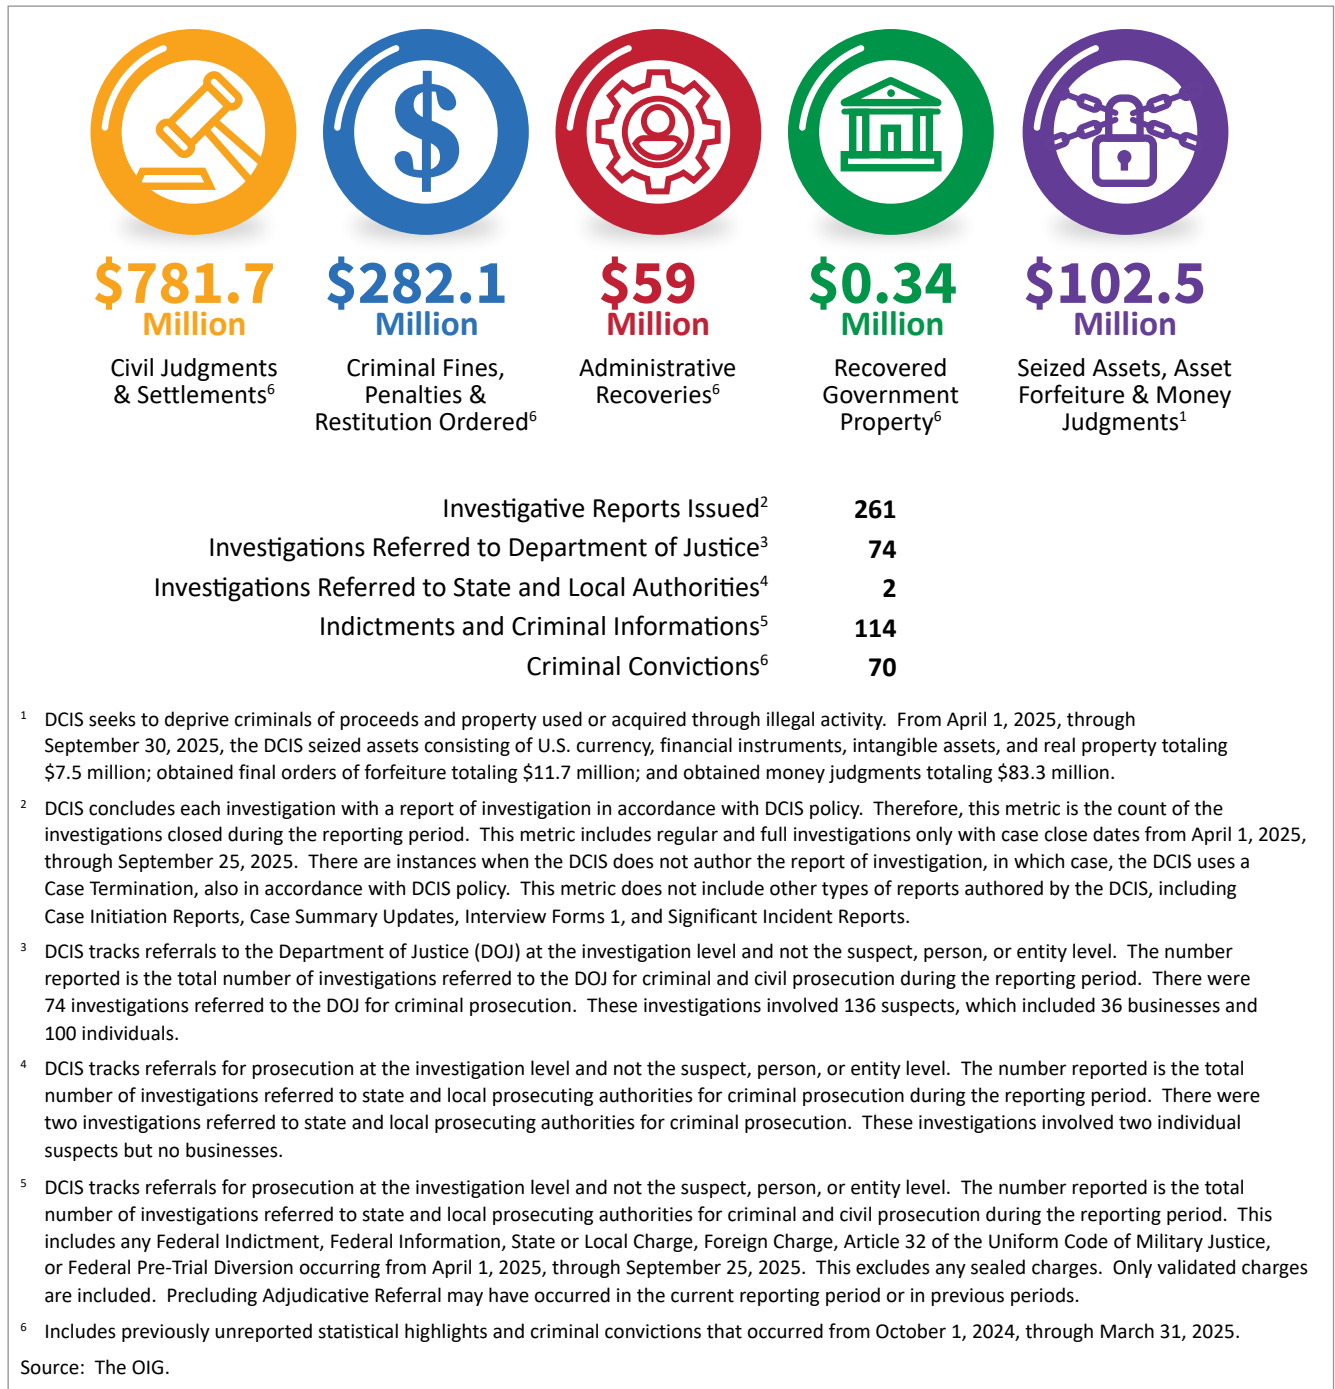 $
$781.7
Million
Civil Judgments
& Settlements6
$282.1
Million
Criminal Fines,
Penalties &
Restitution Ordered6
$59
Million
Administrative
Recoveries6
$0.34
Million
Recovered
Government
Property6
$102.5
Million
Seized Assets, Asset
Forfeiture & Money
Judgments1
Investigative Reports Issued2 261
Investigations Referred to Department of Justice3 74
Investigations Referred to State and Local Authorities4 2
Indictments and Criminal Informations5 114
Criminal Convictions6 70
1 DCIS seeks to deprive criminals of proceeds and property used or acquired through illegal activity. From April 1, 2025, through
September 30, 2025, the DCIS seized assets consisting of U.S. currency, financial instruments, intangible assets, and real property totaling
$7.5 million; obtained final orders of forfeiture totaling $11.7 million; and obtained money judgments totaling $83.3 million.
2 DCIS concludes each investigation with a report of investigation in accordance with DCIS policy. Therefore, this metric is the count of the
investigations closed during the reporting period. This metric includes regular and full investigations only with case close dates from April 1, 2025,
through September 25, 2025. There are instances when the DCIS does not author the report of investigation, in which case, the DCIS uses a
Case Termination, also in accordance with DCIS policy. This metric does not include other types of reports authored by the DCIS, including
Case Initiation Reports, Case Summary Updates, Interview Forms 1, and Significant Incident Reports.
3 DCIS tracks referrals to the Department of Justice (DOJ) at the investigation level and not the suspect, person, or entity level. The number
reported is the total number of investigations referred to the DOJ for criminal and civil prosecution during the reporting period. There were
74 investigations referred to the DOJ for criminal prosecution. These investigations involved 136 suspects, which included 36 businesses and
100 individuals.
4 DCIS tracks referrals for prosecution at the investigation level and not the suspect, person, or entity level. The number reported is the total
number of investigations referred to state and local prosecuting authorities for criminal prosecution during the reporting period. There were
two investigations referred to state and local prosecuting authorities for criminal prosecution. These investigations involved two individual
suspects but no businesses.
5 DCIS tracks referrals for prosecution at the investigation level and not the suspect, person, or entity level. The number reported is the total
number of investigations referred to state and local prosecuting authorities for criminal and civil prosecution during the reporting period. This
includes any Federal Indictment, Federal Information, State or Local Charge, Foreign Charge, Article 32 of the Uniform Code of Military Justice,
or Federal Pre-Trial Diversion occurring from April 1, 2025, through September 25, 2025. This excludes any sealed charges. Only validated charges
are included. Precluding Adjudicative Referral may have occurred in the current reporting period or in previous periods.
6 Includes previously unreported statistical highlights and criminal convictions that occurred from October 1, 2024, through March 31, 2025.
Source: The OIG.